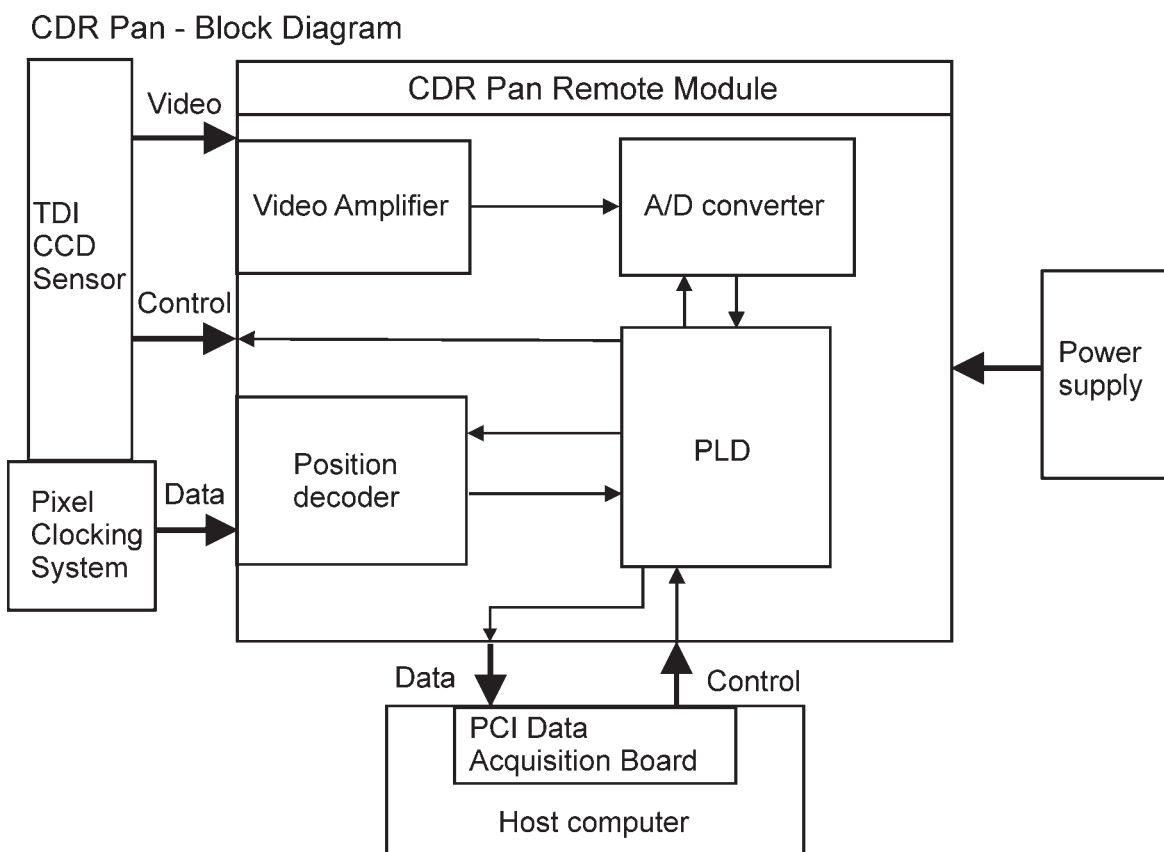 CDR Pan - Block Diagram
CDR Pan Remote Module
Video
Video Amplifier
A/D converter
TDI
CCD
Sensor
Control
Power
supply
PLD
Position
decoder
Data
Pixel
Clocking
System
Data
Control
PCI Data
Acquisition Board
Host computer